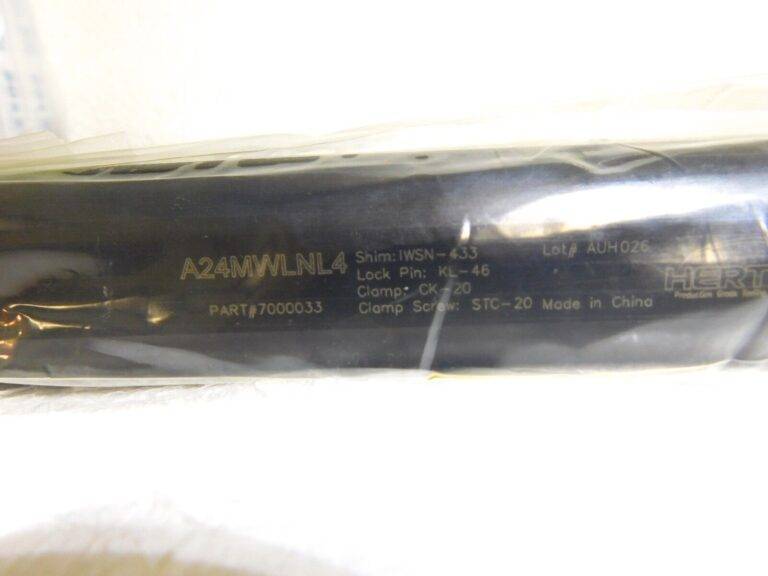 A24MWLNL4
PART#7000033
Shim: IWSN-433
Lock Pin: KL-46
Clamp: CK-20
Clamp Screw: STC-20 Made in China
Lot# AUH026
HERT